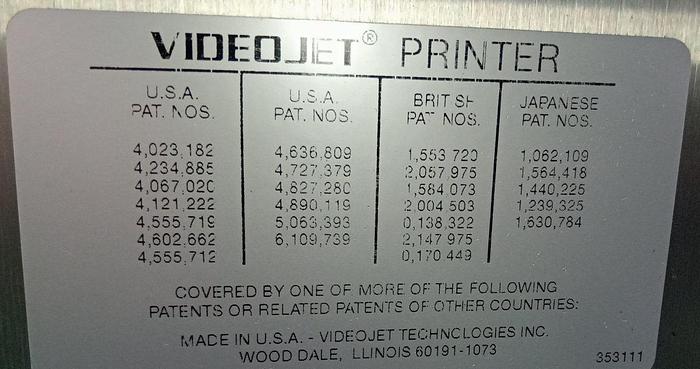 VIDEOJET® PRINTER
U.S.A. PAT. NOS.
4,023,182
4,234,885
4,067,020
4,121,222
4,555,719
4,602,662
4,555,712
U.S.A. PAT. NOS.
4,636,809
4,727,379
4,827,280
4,890,119
5,063,393
6,109,739
BRITISH PAT NOS.
1,553 720
2,057 975
1,584 073
2,004 503
0,138,322
2,147 975
0,170 449
JAPANESE PAT. NOS.
1,062,109
1,564,418
1,440,225
1,239,325
1,630,784
COVERED BY ONE OF MORE OF THE FOLLOWING
PATENTS OR RELATED PATENTS OF OTHER COUNTRIES:
MADE IN U.S.A. - VIDEOJET TECHNOLOGIES INC.
WOOD DALE, ILLINOIS 60191-1073
353111